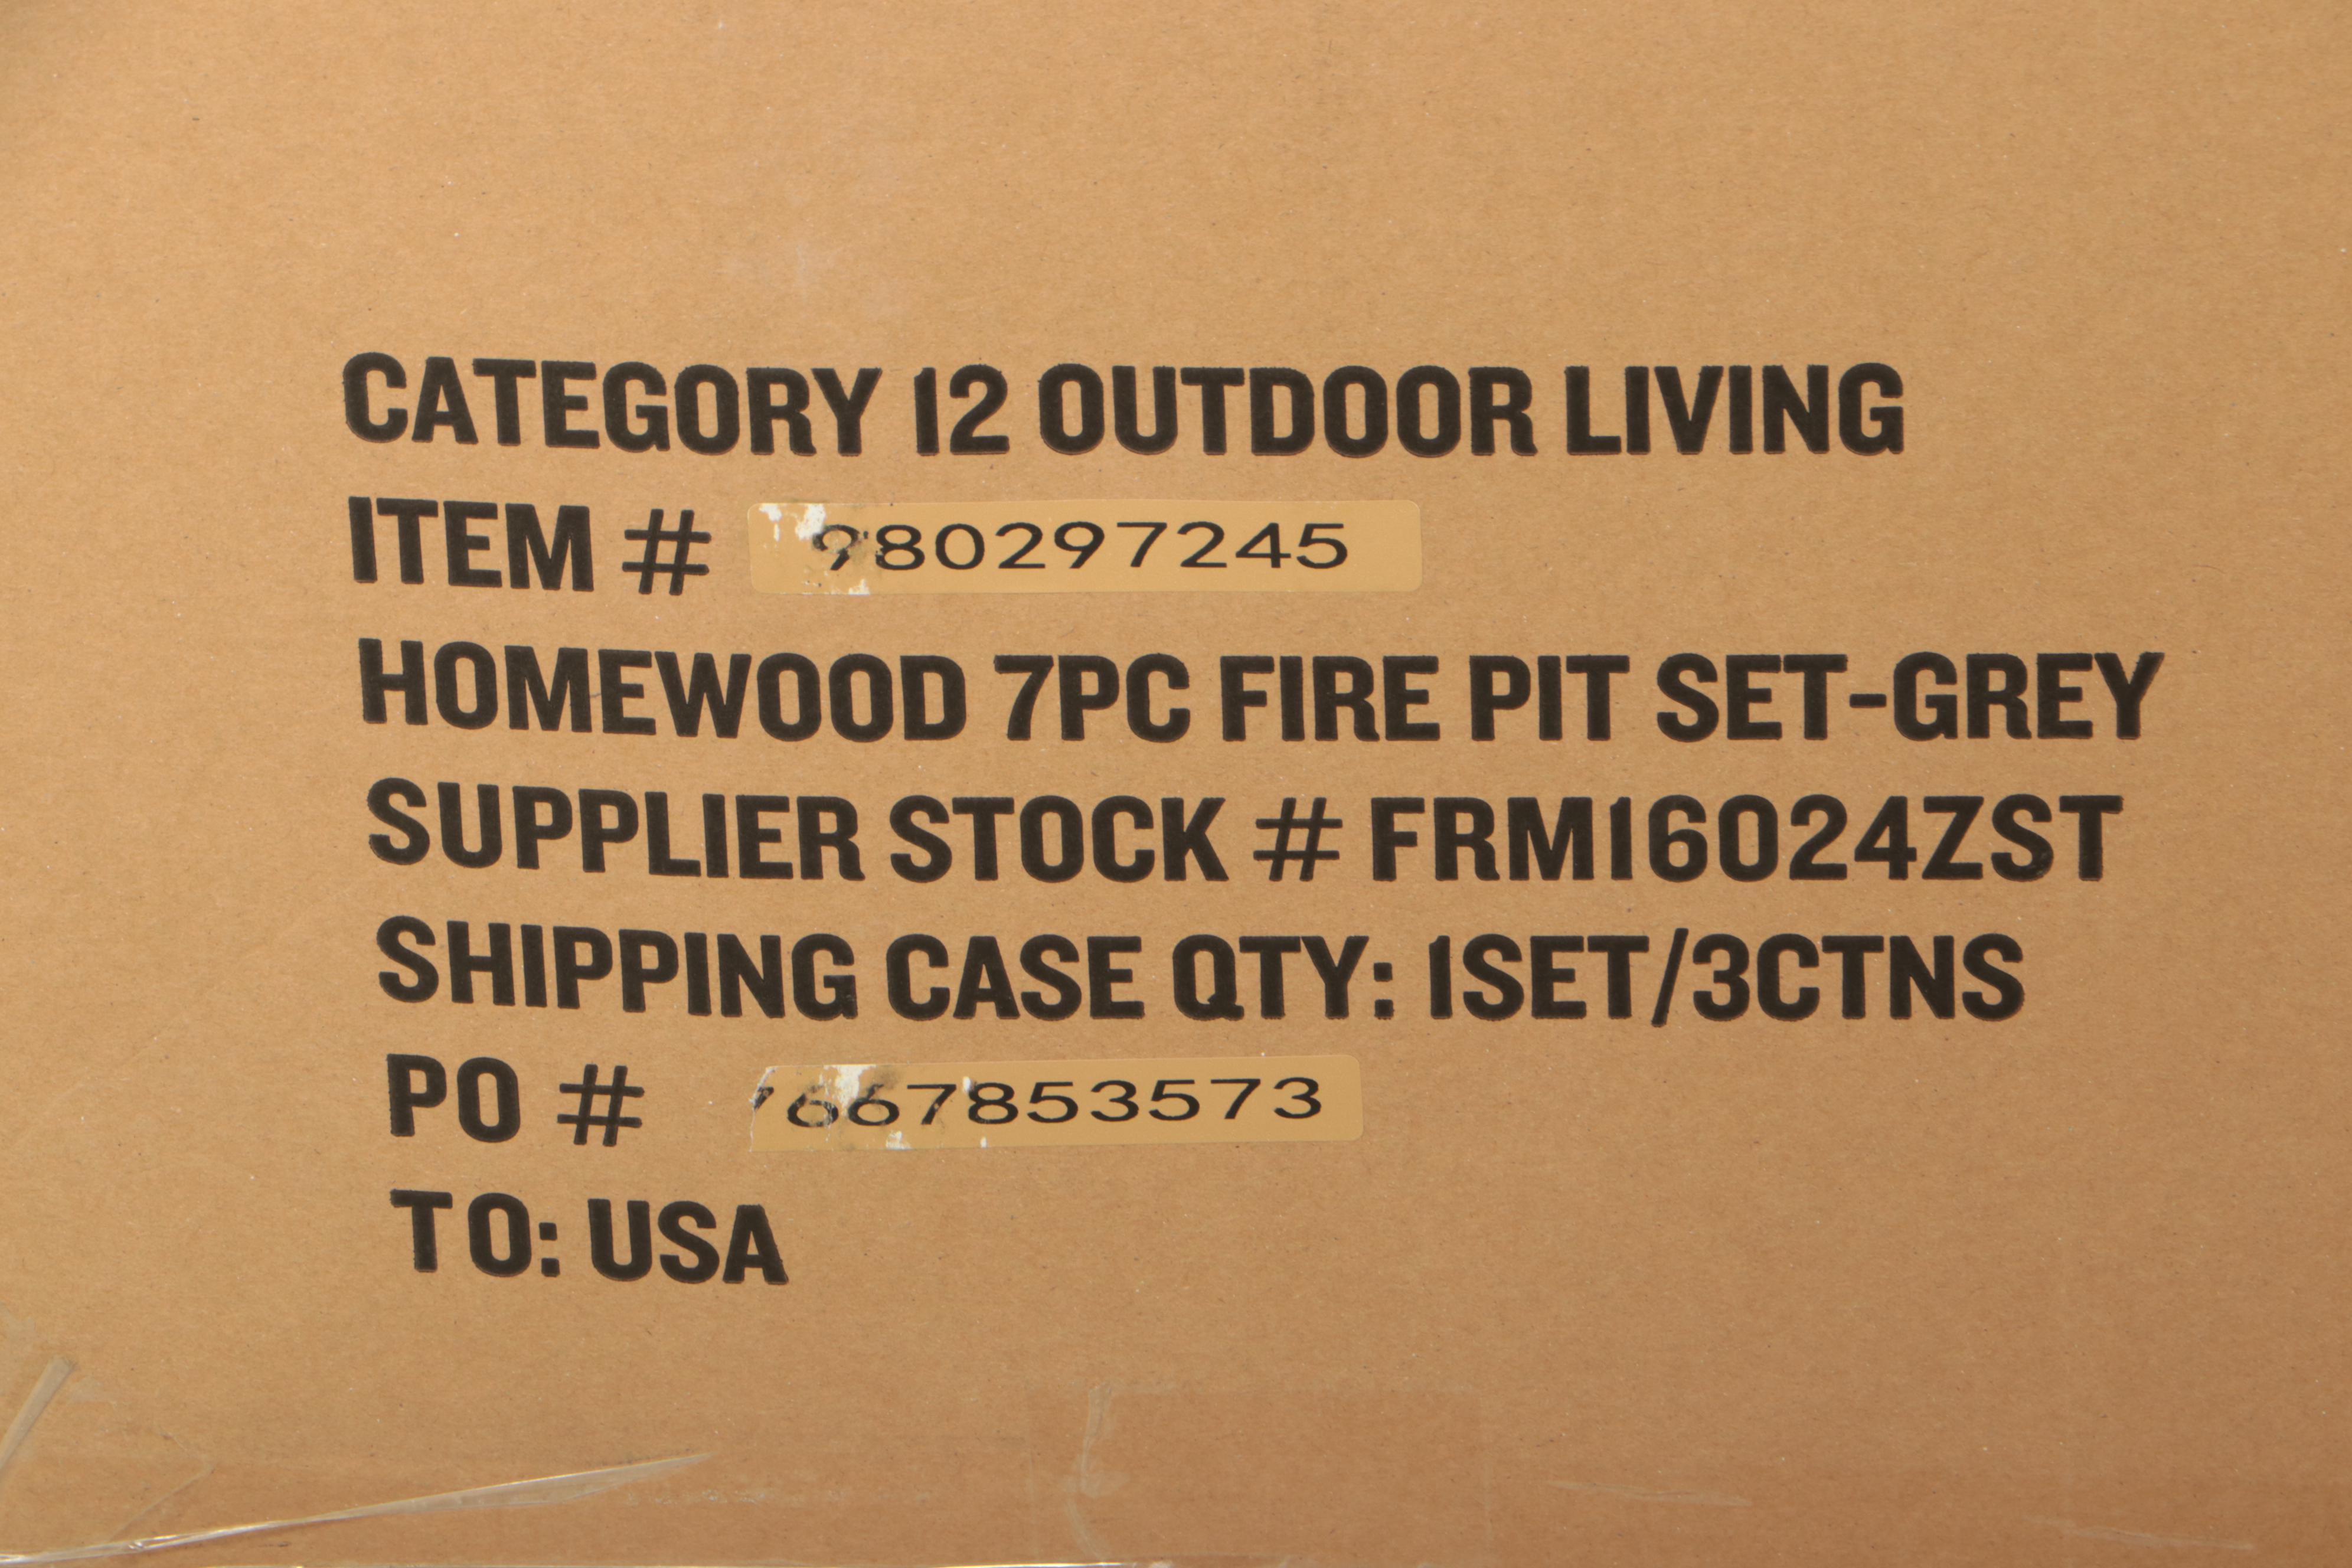 CATEGORY 12 OUTDOOR LIVING
ITEM # 980297245
HOMEWOOD 7PC FIRE PIT SET-GREY
SUPPLIER STOCK # FRM16024ZST
SHIPPING CASE QTY: 1SET/3CTNS
PO # 7667853573
TO: USA